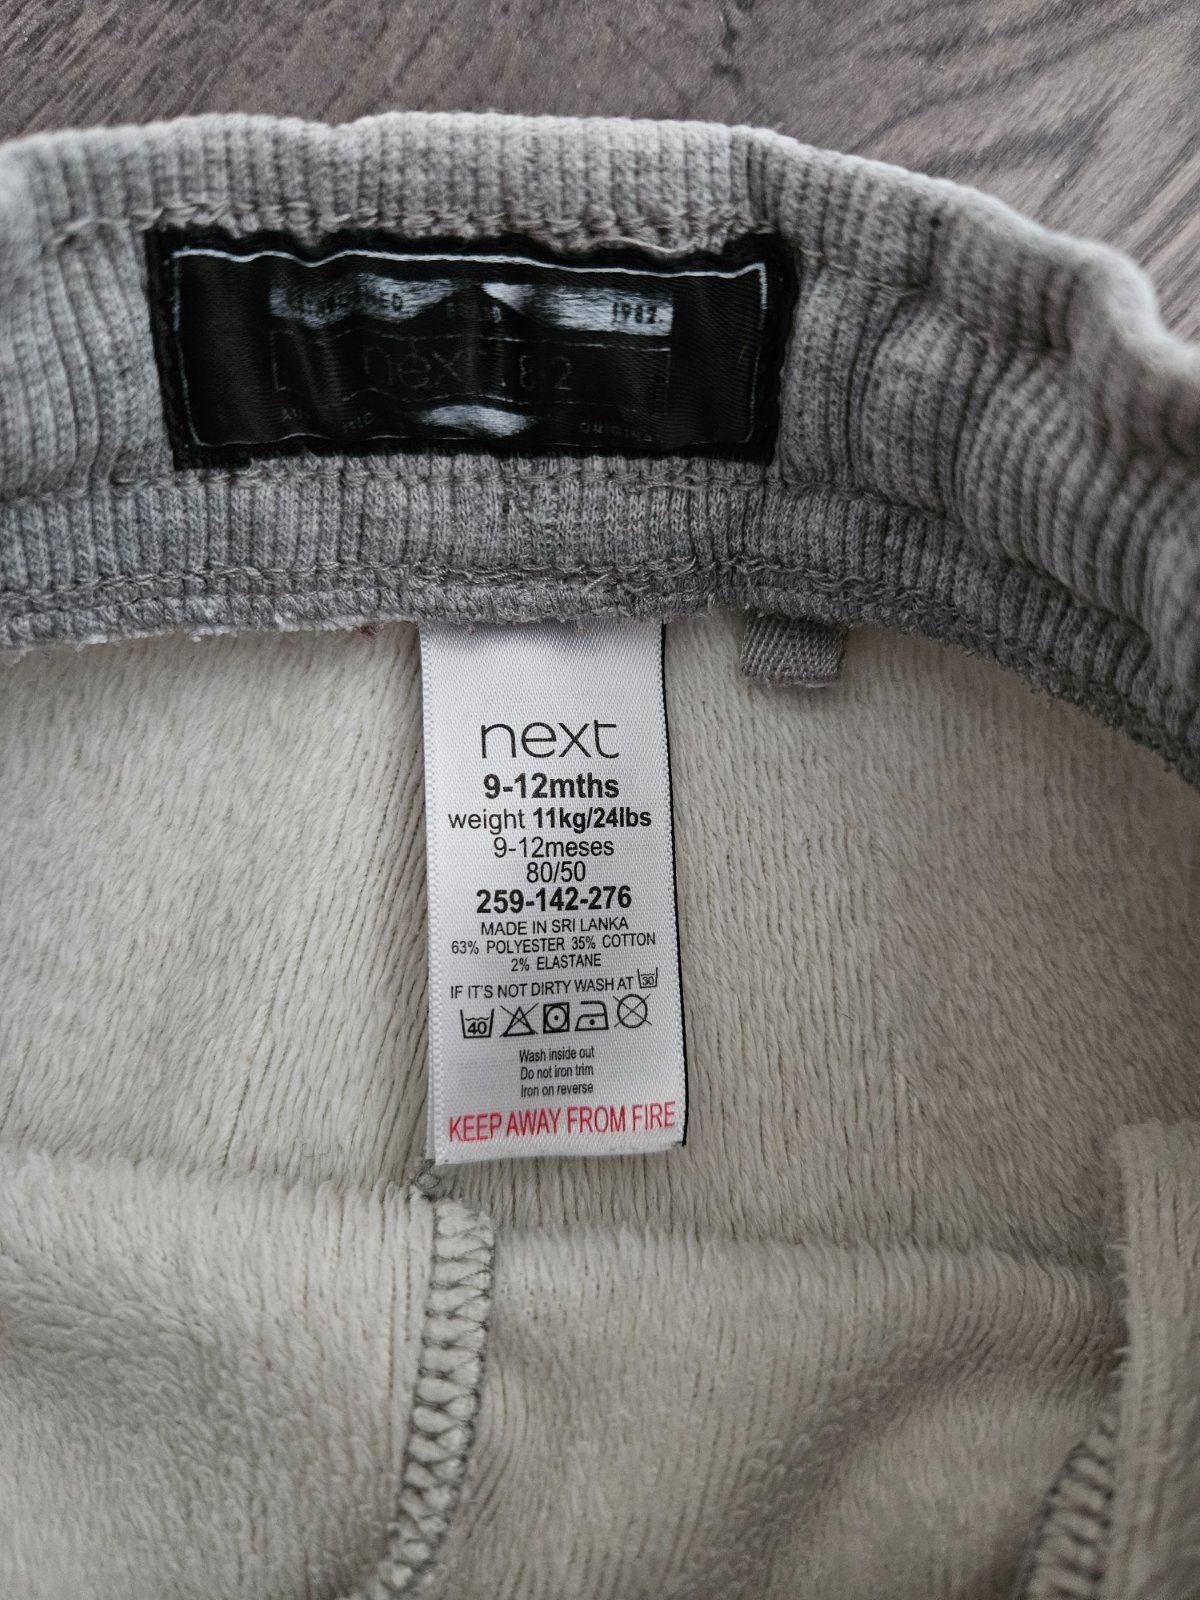 1982.
next
ORIGINAL
next
9-12mths
weight 11kg/24lbs
9-12meses
80/50
259-142-276
MADE IN SRI LANKA
63% POLYESTER 35% COTTON
2% ELASTANE
IF IT'S NOT DIRTY WASH AT 30
40
Wash inside out
Do not iron trim
Iron on reverse
KEEP AWAY FROM FIRE